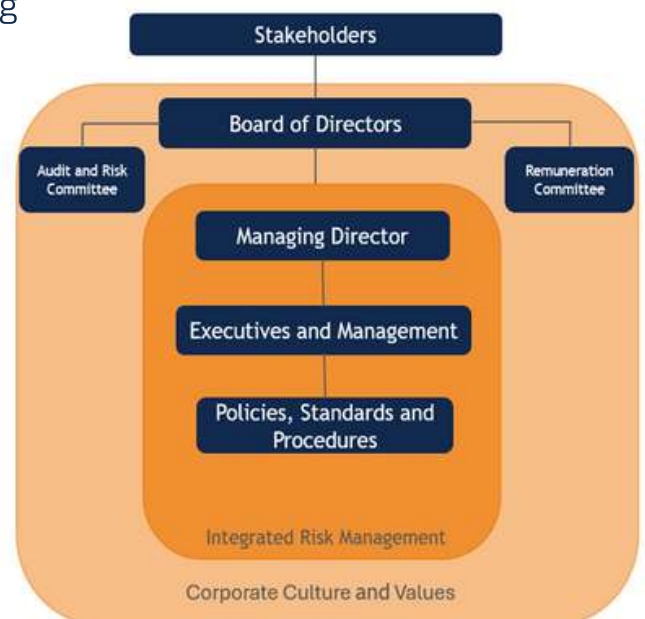 g
Stakeholders
Board of Directors
Audit and Risk
Committee
Remuneration
Committee
Managing Director
Executives and Management
Policies, Standards and
Procedures
Integrated Risk Management
Corporate Culture and Values